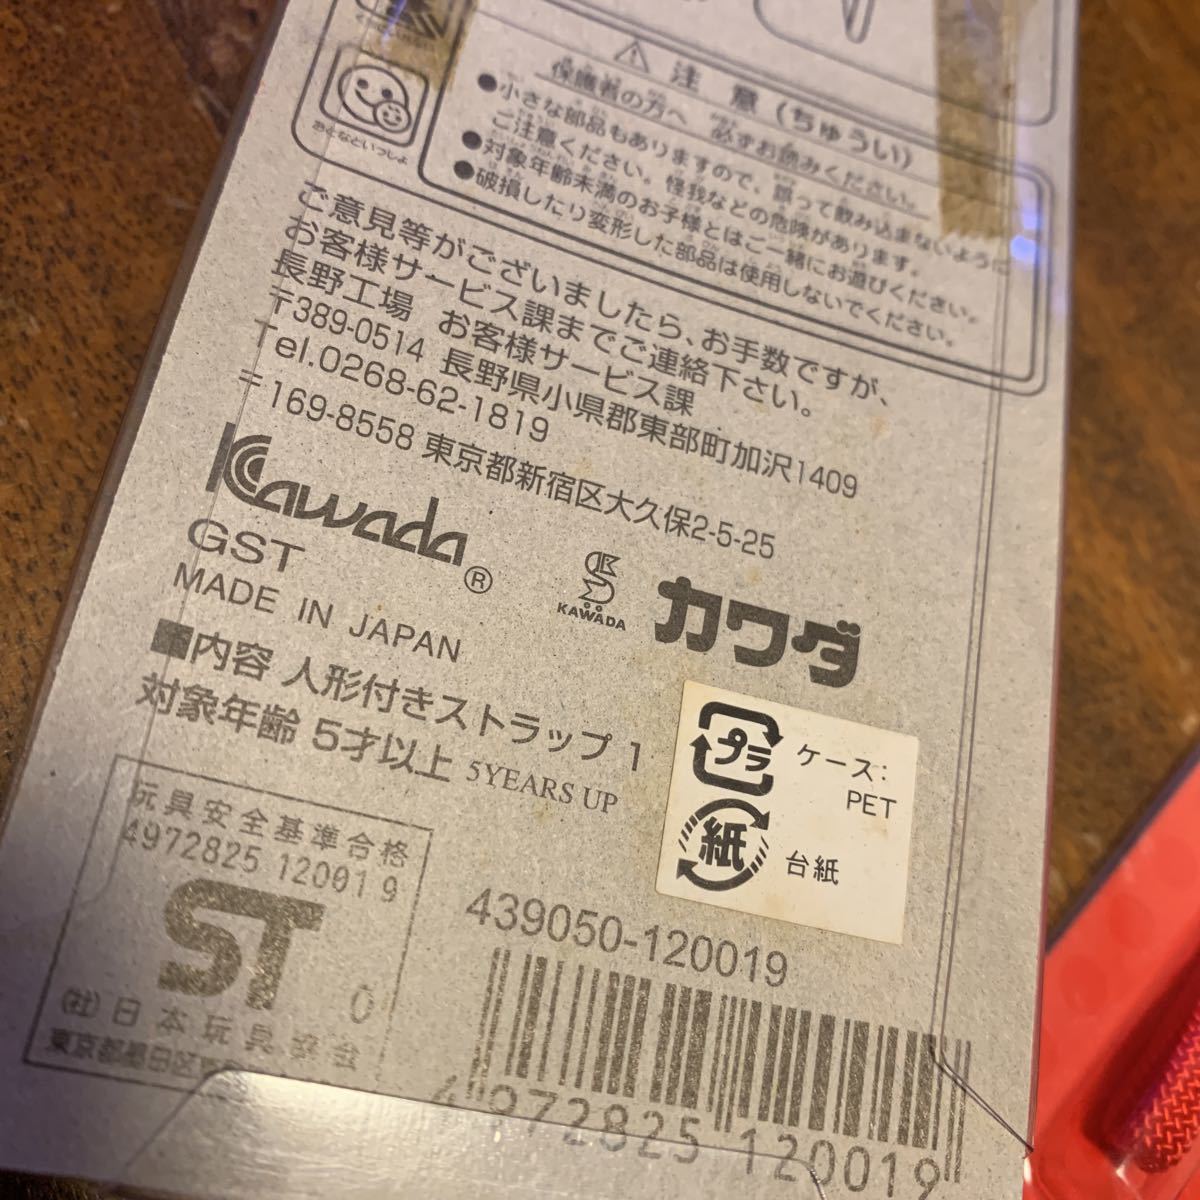 おとなといっしょ
⚠ 注意(ちゅうい)
保護者の方へ 必ずお読みください。
●小さな部品もありますので、誤って飲み込まないように
ご注意ください。怪我などの危険があります。
●対象年齢未満のお子様とはご一緒にお遊びください。
●破損したり変形した部品は使用しないでください。
ご意見等がございましたら、お手数ですが、
お客様サービス課までご連絡下さい。
長野工場 お客様サービス課
〒389-0514 長野県小県郡東部町加沢1409
Tel.0268-62-1819
〒169-8558 東京都新宿区大久保2-5-25
Kawada®
KAWADA
カワダ
GST
MADE IN JAPAN
■内容 人形付きストラップ 1
対象年齢 5才以上 5YEARS UP
プラ
ケース:
PET
紙
台紙
玩具安全基準合格
4972825 120019
ST
0
(社)日本玩具協会
東京都墨田区
439050-120019
4 972825 120019